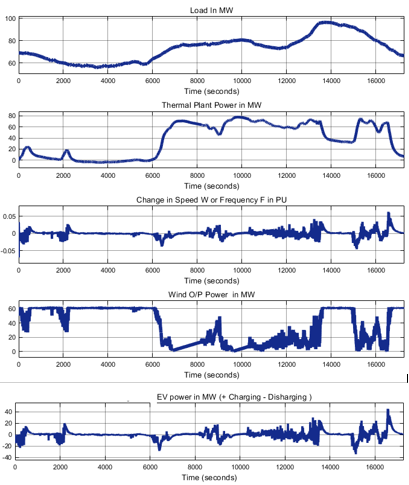 Load In MW
100
80
60
0 2000 4000 6000 8000 10000 12000 14000 16000
Time (seconds)
Thermal Plant Power in MW
80
60
40
20
0
0 2000 4000 6000 8000 10000 12000 14000 16000
Time (seconds)
Change in Speed W or Frequency F in PU
0.05
0
-0.05
0 2000 4000 6000 8000 10000 12000 14000 16000
Time (seconds)
Wind O/P Power in MW
60
40
20
0
0 2000 4000 6000 8000 10000 12000 14000 16000
Time (seconds)
EV power in MW (+ Charging - Disharging )
40
20
0
-20
-40
0 2000 4000 6000 8000 10000 12000 14000 16000
Time (seconds)